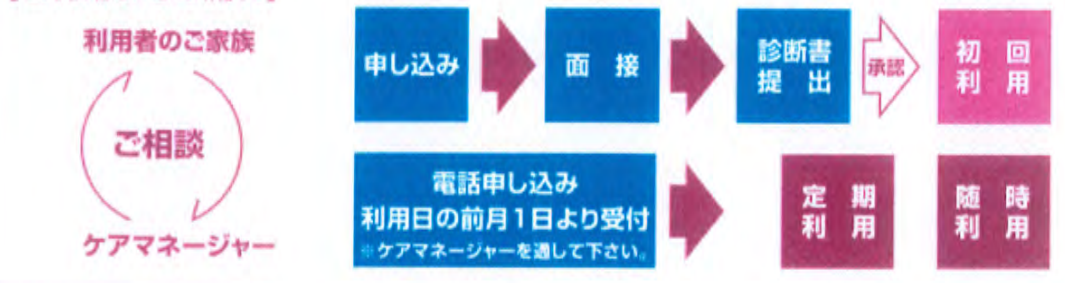 利用者のご家族
ご相談
ケアマネージャー
申し込み
面 接
診断書
提 出
承認
初 回
利 用
電話申し込み
利用日の前月1日より受付
※ケアマネージャーを通して下さい。
定 期
利 用
随 時
利 用